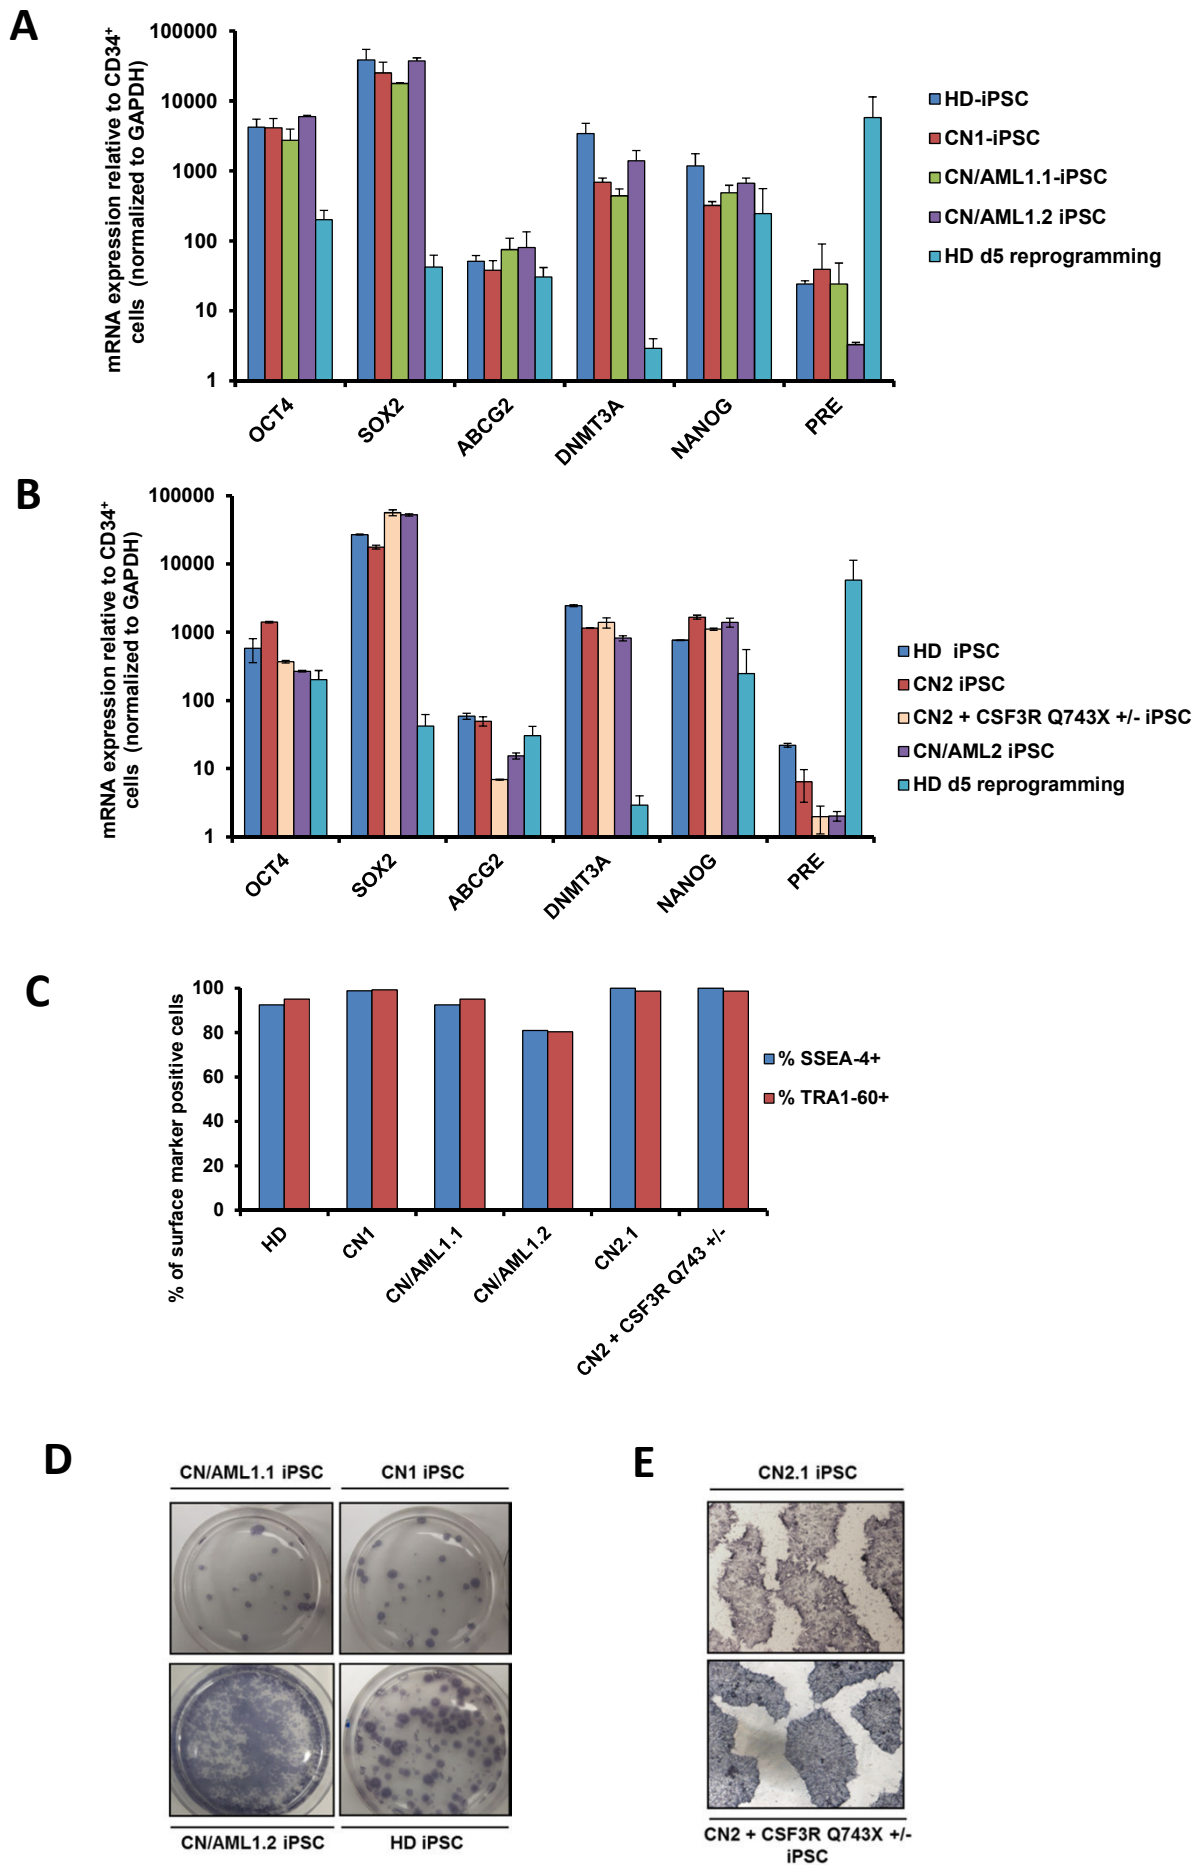 A
mRNA expression relative to CD34+
cells (normalized to GAPDH)
100000
10000
1000
100
10
1
OCT4
SOX2
ABCG2
DNMT3A
NANOG
PRE
HD-iPSC
CN1-iPSC
CN/AML1.1-iPSC
CN/AML1.2 iPSC
HD d5 reprogramming
B
mRNA expression relative to CD34+
cells (normalized to GAPDH)
100000
10000
1000
100
10
1
OCT4
SOX2
ABCG2
DNMT3A
NANOG
PRE
HD iPSC
CN2 iPSC
CN2 + CSF3R Q743X +/- iPSC
CN/AML2 iPSC
HD d5 reprogramming
C
% of surface marker positive cells
100
80
60
40
20
0
HD
CN1
CN/AML1.1
CN/AML1.2
CN2.1
CN2 + CSF3R Q743 +/-
% SSEA-4+
% TRA1-60+
D
CN/AML1.1 iPSC
CN1 iPSC
CN/AML1.2 iPSC
HD iPSC
E
CN2.1 iPSC
CN2 + CSF3R Q743X +/-
iPSC